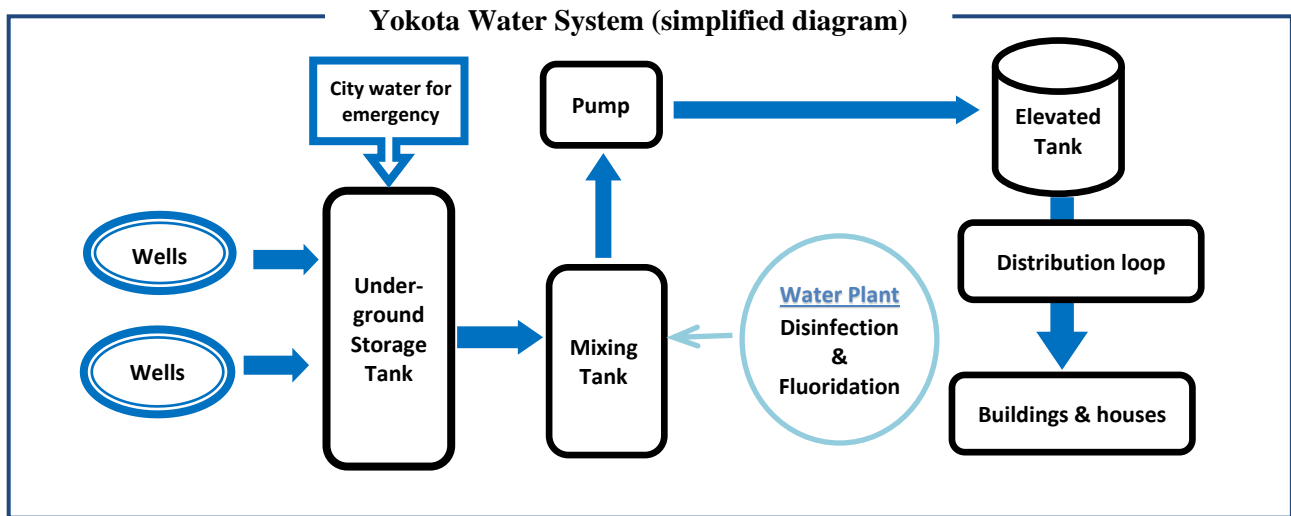 Yokota Water System (simplified diagram)
City water for
emergency
Pump
Elevated
Tank
Wells
Wells
Under-
ground
Storage
Tank
Mixing
Tank
Water Plant
Disinfection
&
Fluoridation
Distribution loop
Buildings & houses